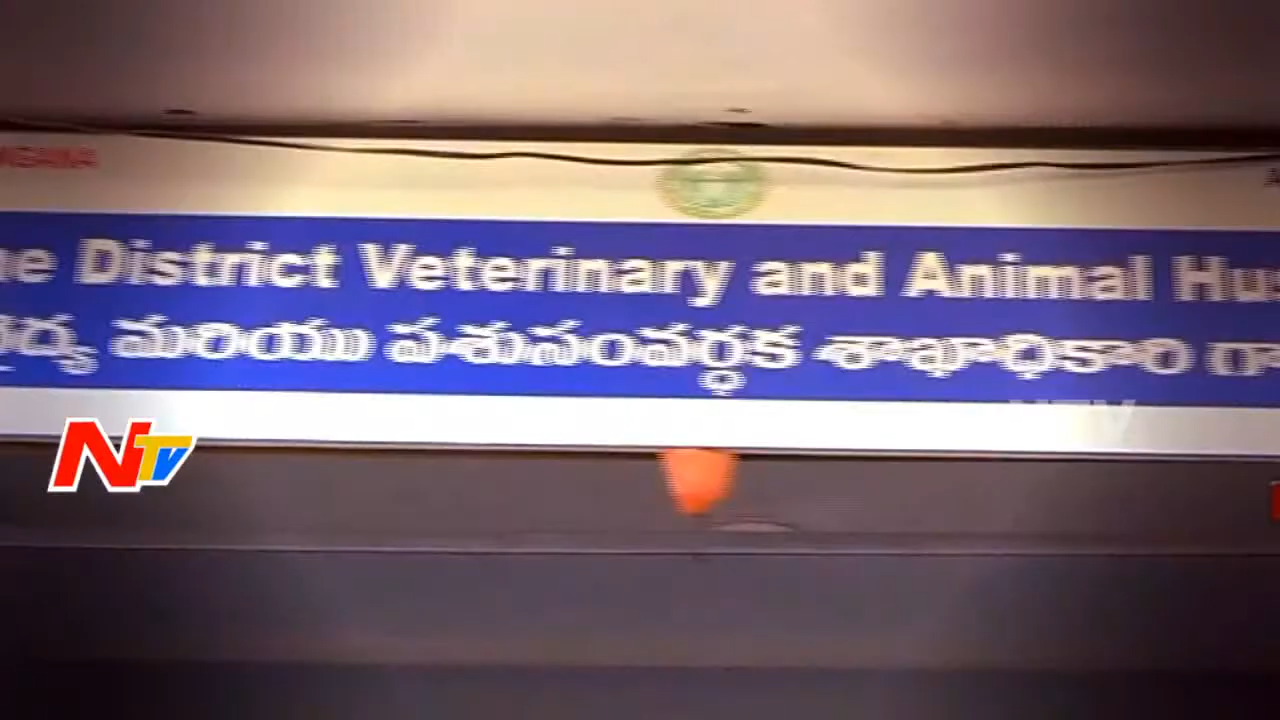 District Veterinary and Animal
మరియు పశుసంవర్ధక శాఖాధికారి
NTV